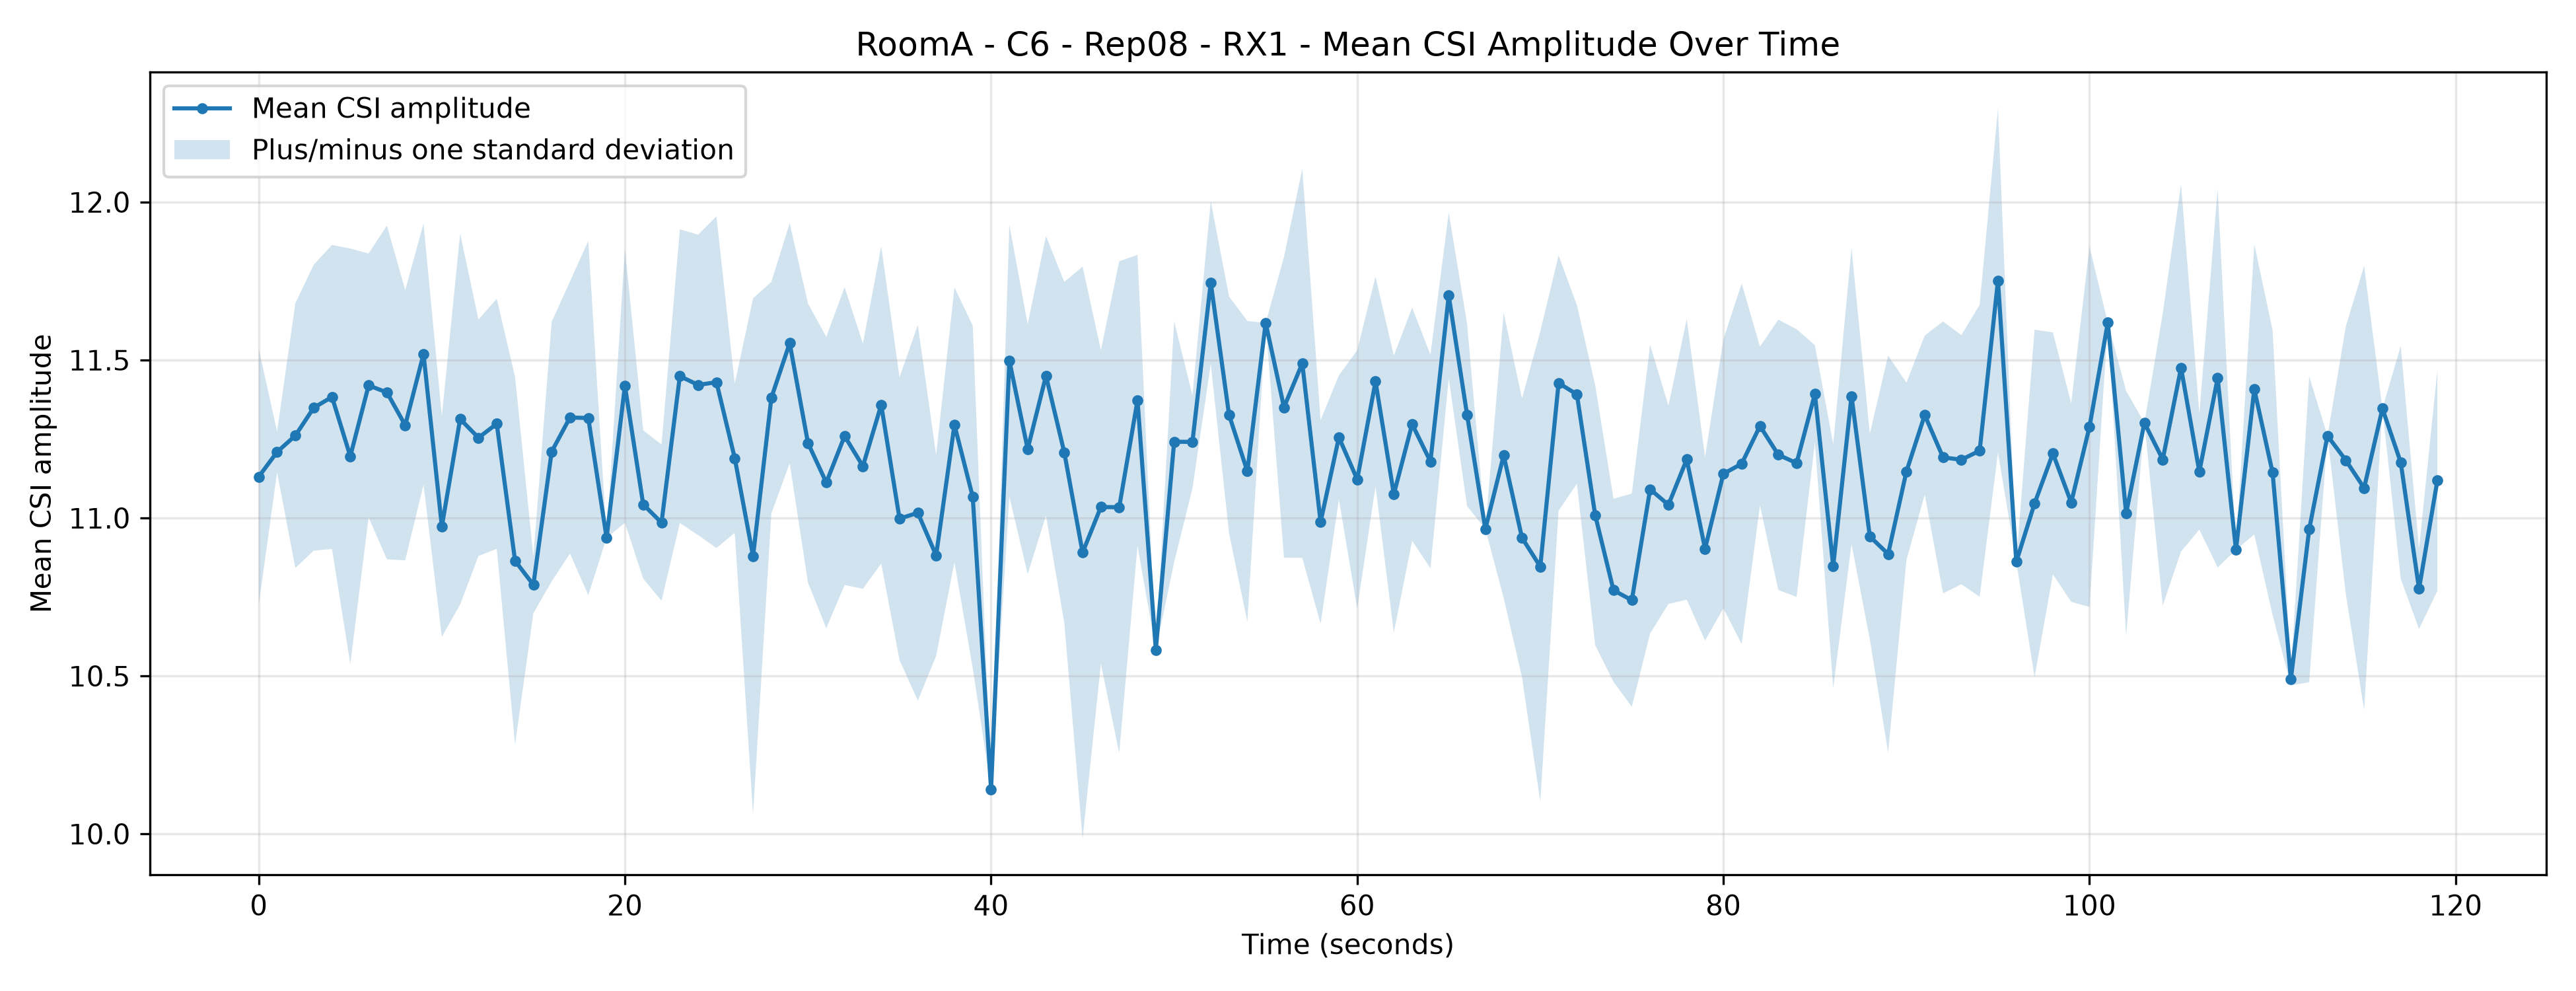 RoomA - C6 - Rep08 - RX1 - Mean CSI Amplitude Over Time
Mean CSI amplitude
Plus/minus one standard deviation
Mean CSI amplitude
12.0
11.5
11.0
10.5
10.0
0 20 40 60 80 100 120
Time (seconds)